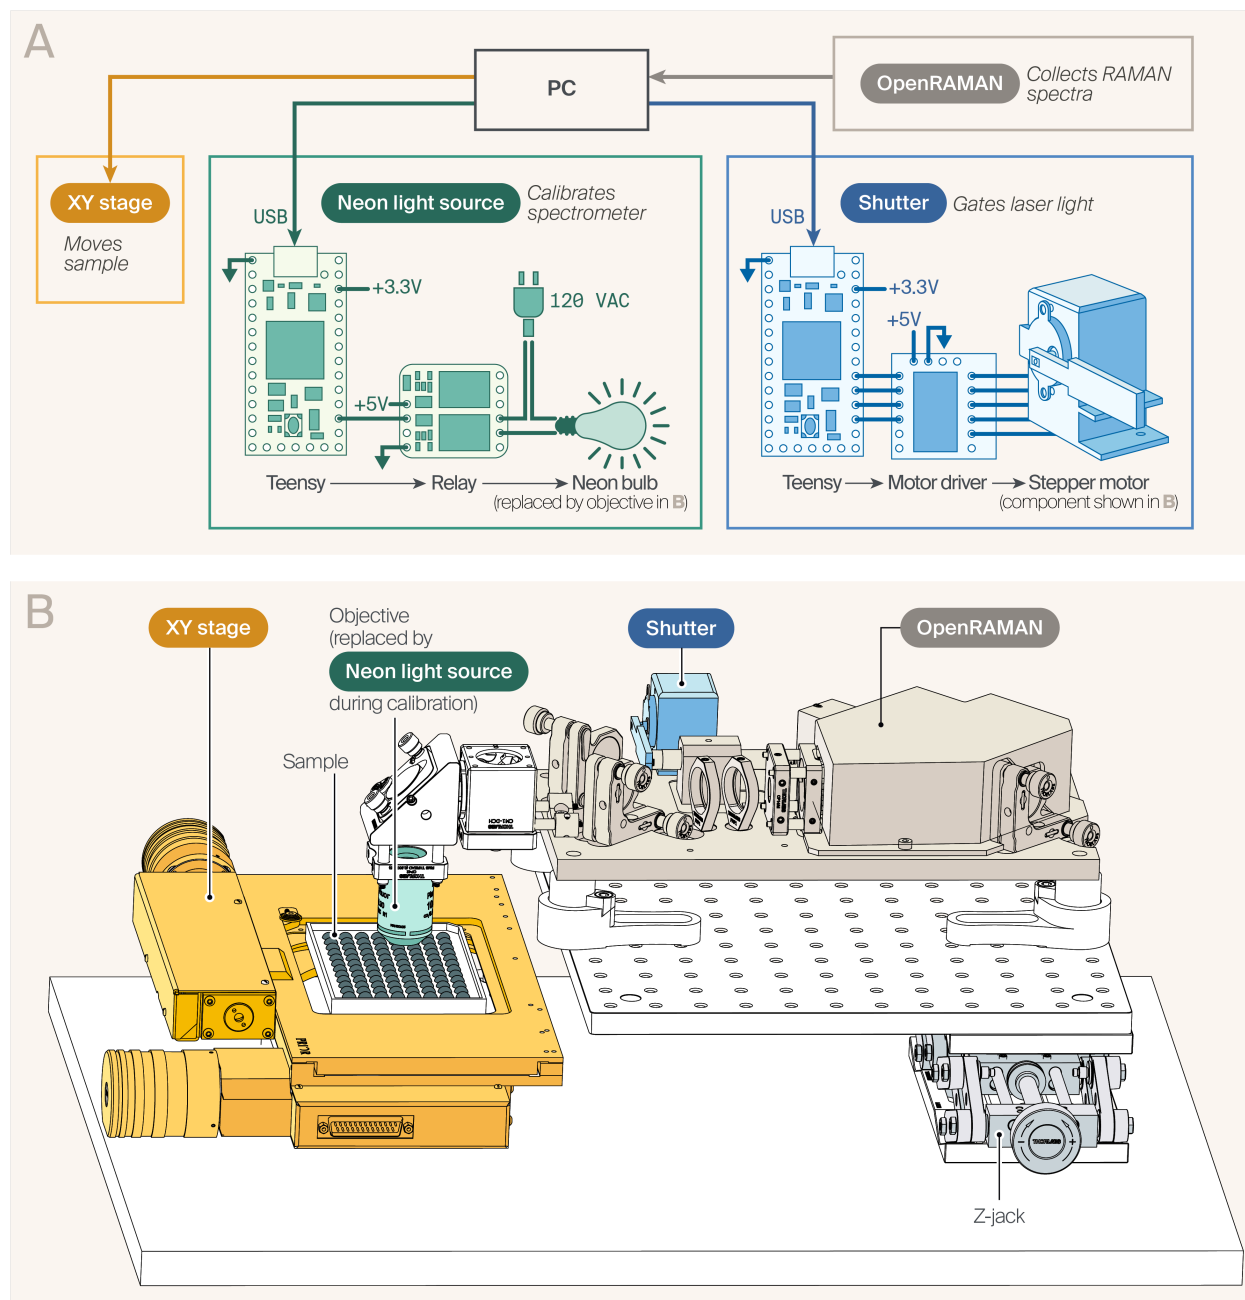 A
PC
OpenRAMAN
Collects RAMAN
spectra
XY stage
Moves
sample
Neon light source
Calibrates
spectrometer
USB
+3.3V
120 VAC
+5V
Teensy
Relay
Neon bulb
(replaced by objective in B)
Shutter
Gates laser light
USB
+3.3V
+5V
Teensy
Motor driver
Stepper motor
(component shown in B)
B
XY stage
Objective
(replaced by
Neon light source
during calibration)
Sample
Shutter
OpenRAMAN
Z-jack